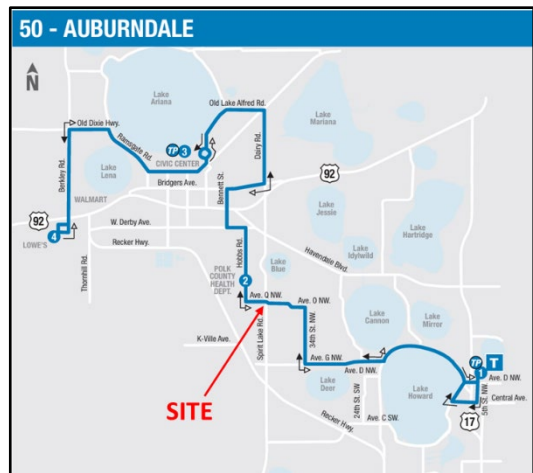 50 - AUBURNDALE
N
Lake
Ariana
Old Lake Alfred Rd.
Lake
Mariana
Old Dixie Hwy.
Ramsgate Rd.
TP 3
CIVIC CENTER
Dairy Rd.
Berkley Rd.
Lake
Lena
Bridgers Ave.
Bennett St.
92
WALMART
92
LOWE'S
4
W. Derby Ave.
Recker Hwy.
Thornhill Rd.
Lake
Jessie
Lake
Hartridge
Lake
Idylwild
Havendale Blvd.
Hobbs Rd.
Lake
Blue
POLK
COUNTY
HEALTH
DEPT.
2
Ave. Q NW.
Ave. O NW.
Lake
Cannon
Lake
Mirror
34th St. NW.
K-Ville Ave.
Spirit Lake Rd.
Ave. G NW.
Ave. D NW.
Lake
Deer
24th St. SW
Ave. C SW.
Lake
Howard
TP
T
1
Ave. D NW.
5th St. NW.
Central Ave.
17
Recker Hwy.
SITE